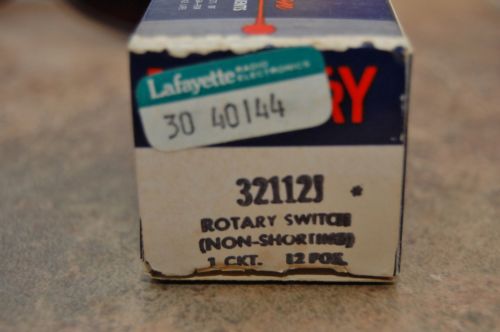 Lafayette RADIO ELECTRONICS
30 40144
RY
32112J *
ROTARY SWITCH
(NON-SHORTING)
1 CKT. 12 POS.